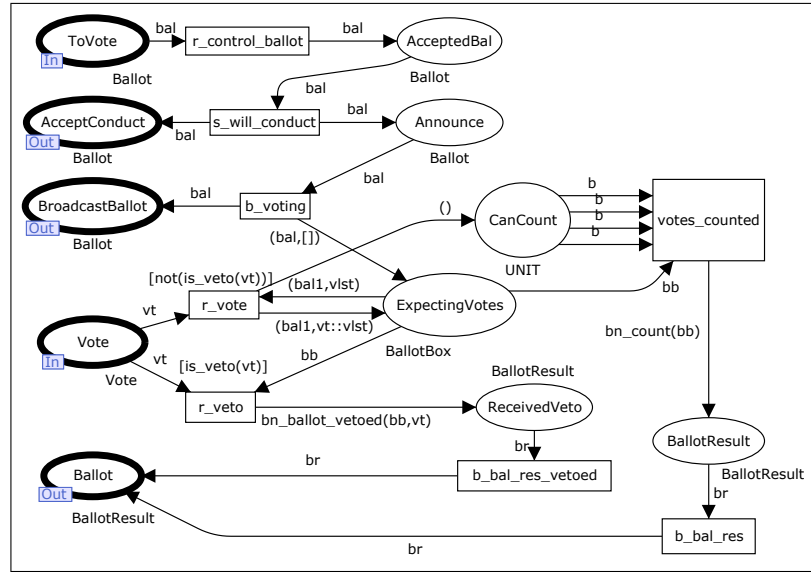 bal
bal
ToVote
r_control_ballot
AcceptedBal
In
Ballot
Ballot
bal
AcceptConduct
bal
s_will_conduct
bal
Announce
Out
Ballot
Ballot
bal
BroadcastBallot
bal
b_voting
Out
Ballot
(bal,[])
()
CanCount
UNIT
b
b
b
b
votes_counted
[not(is_veto(vt))]
(bal1,vlst)
r_vote
ExpectingVotes
bb
vt
(bal1,vt::vlst)
BallotBox
Vote
In
Vote
vt
[is_veto(vt)]
bb
bn_count(bb)
r_veto
bn_ballot_vetoed(bb,vt)
BallotResult
ReceivedVeto
br
BallotResult
BallotResult
Ballot
Out
BallotResult
br
b_bal_res_vetoed
br
b_bal_res
br